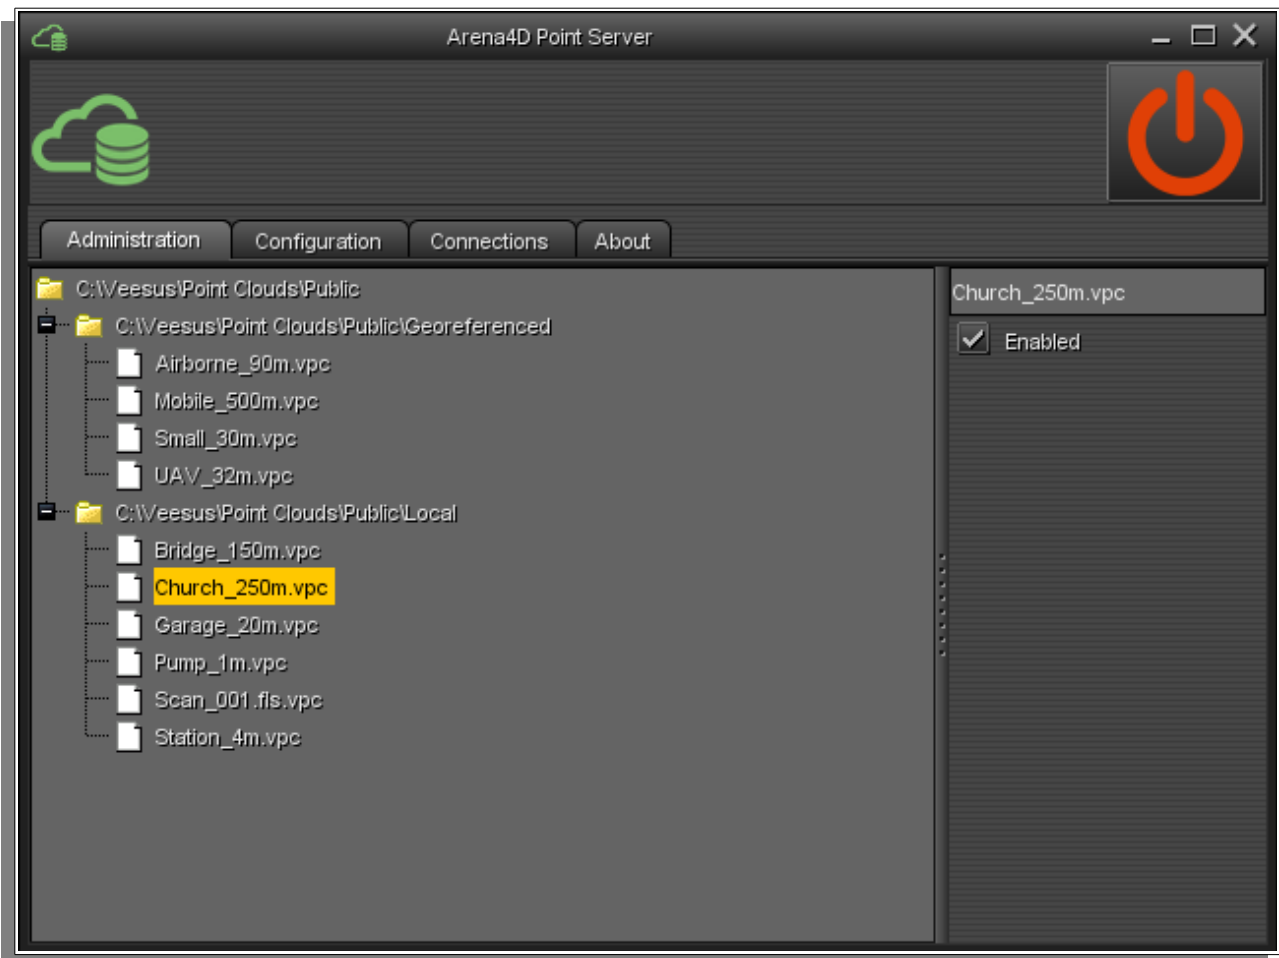 Arena4D Point Server
Administration Configuration Connections About
C:\Veesus\Point Clouds\Public
Church_250m.vpc
C:\Veesus\Point Clouds\Public\Georeferenced
Enabled
Airborne_90m.vpc
Mobile_500m.vpc
Small_30m.vpc
UAV_32m.vpc
C:\Veesus\Point Clouds\Public\Local
Bridge_150m.vpc
Church_250m.vpc
Garage_20m.vpc
Pump_1m.vpc
Scan_001.fls.vpc
Station_4m.vpc